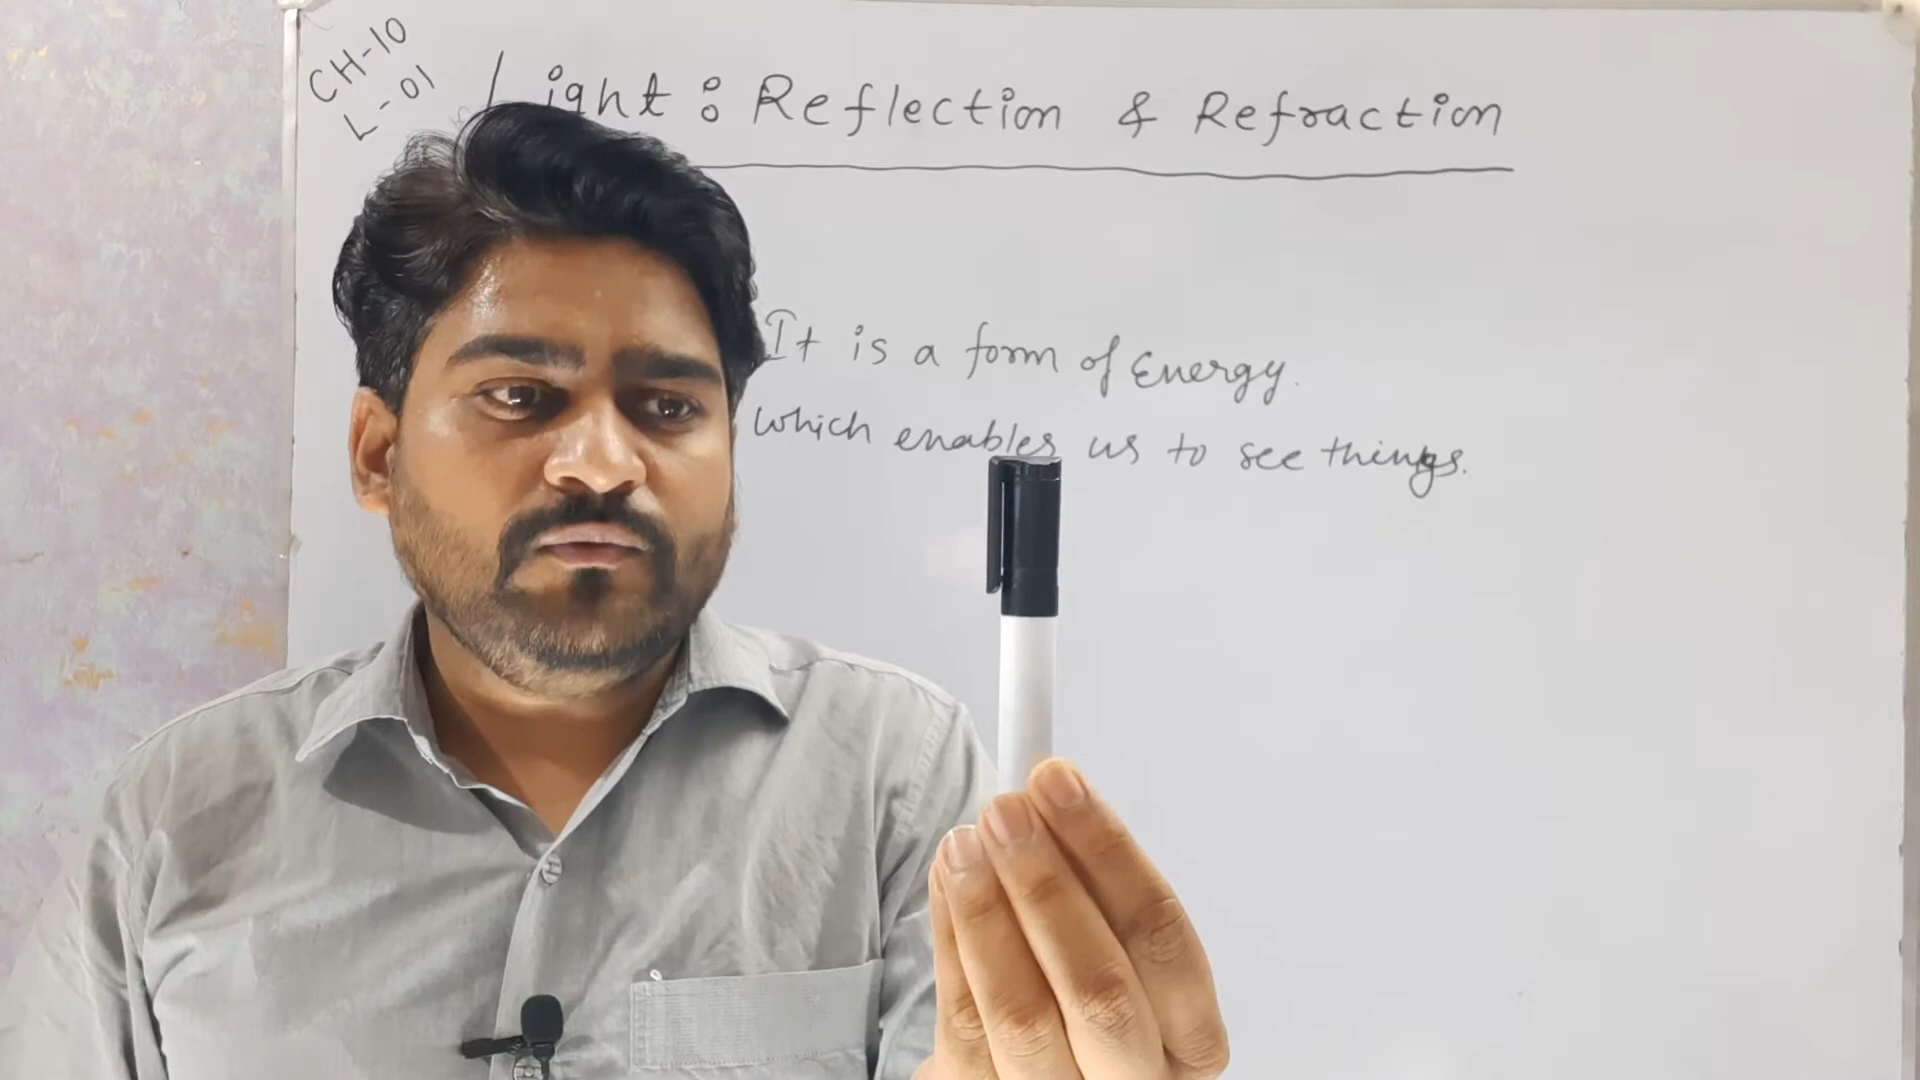 CH-10
L-01
Light : Reflection & Refraction
It is a form of Energy.
which enables us to see things.